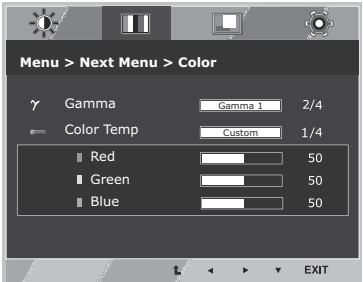 Menu > Next Menu > Color
γ Gamma Gamma 1 2/4
Color Temp Custom 1/4
Red 50
Green 50
Blue 50
EXIT